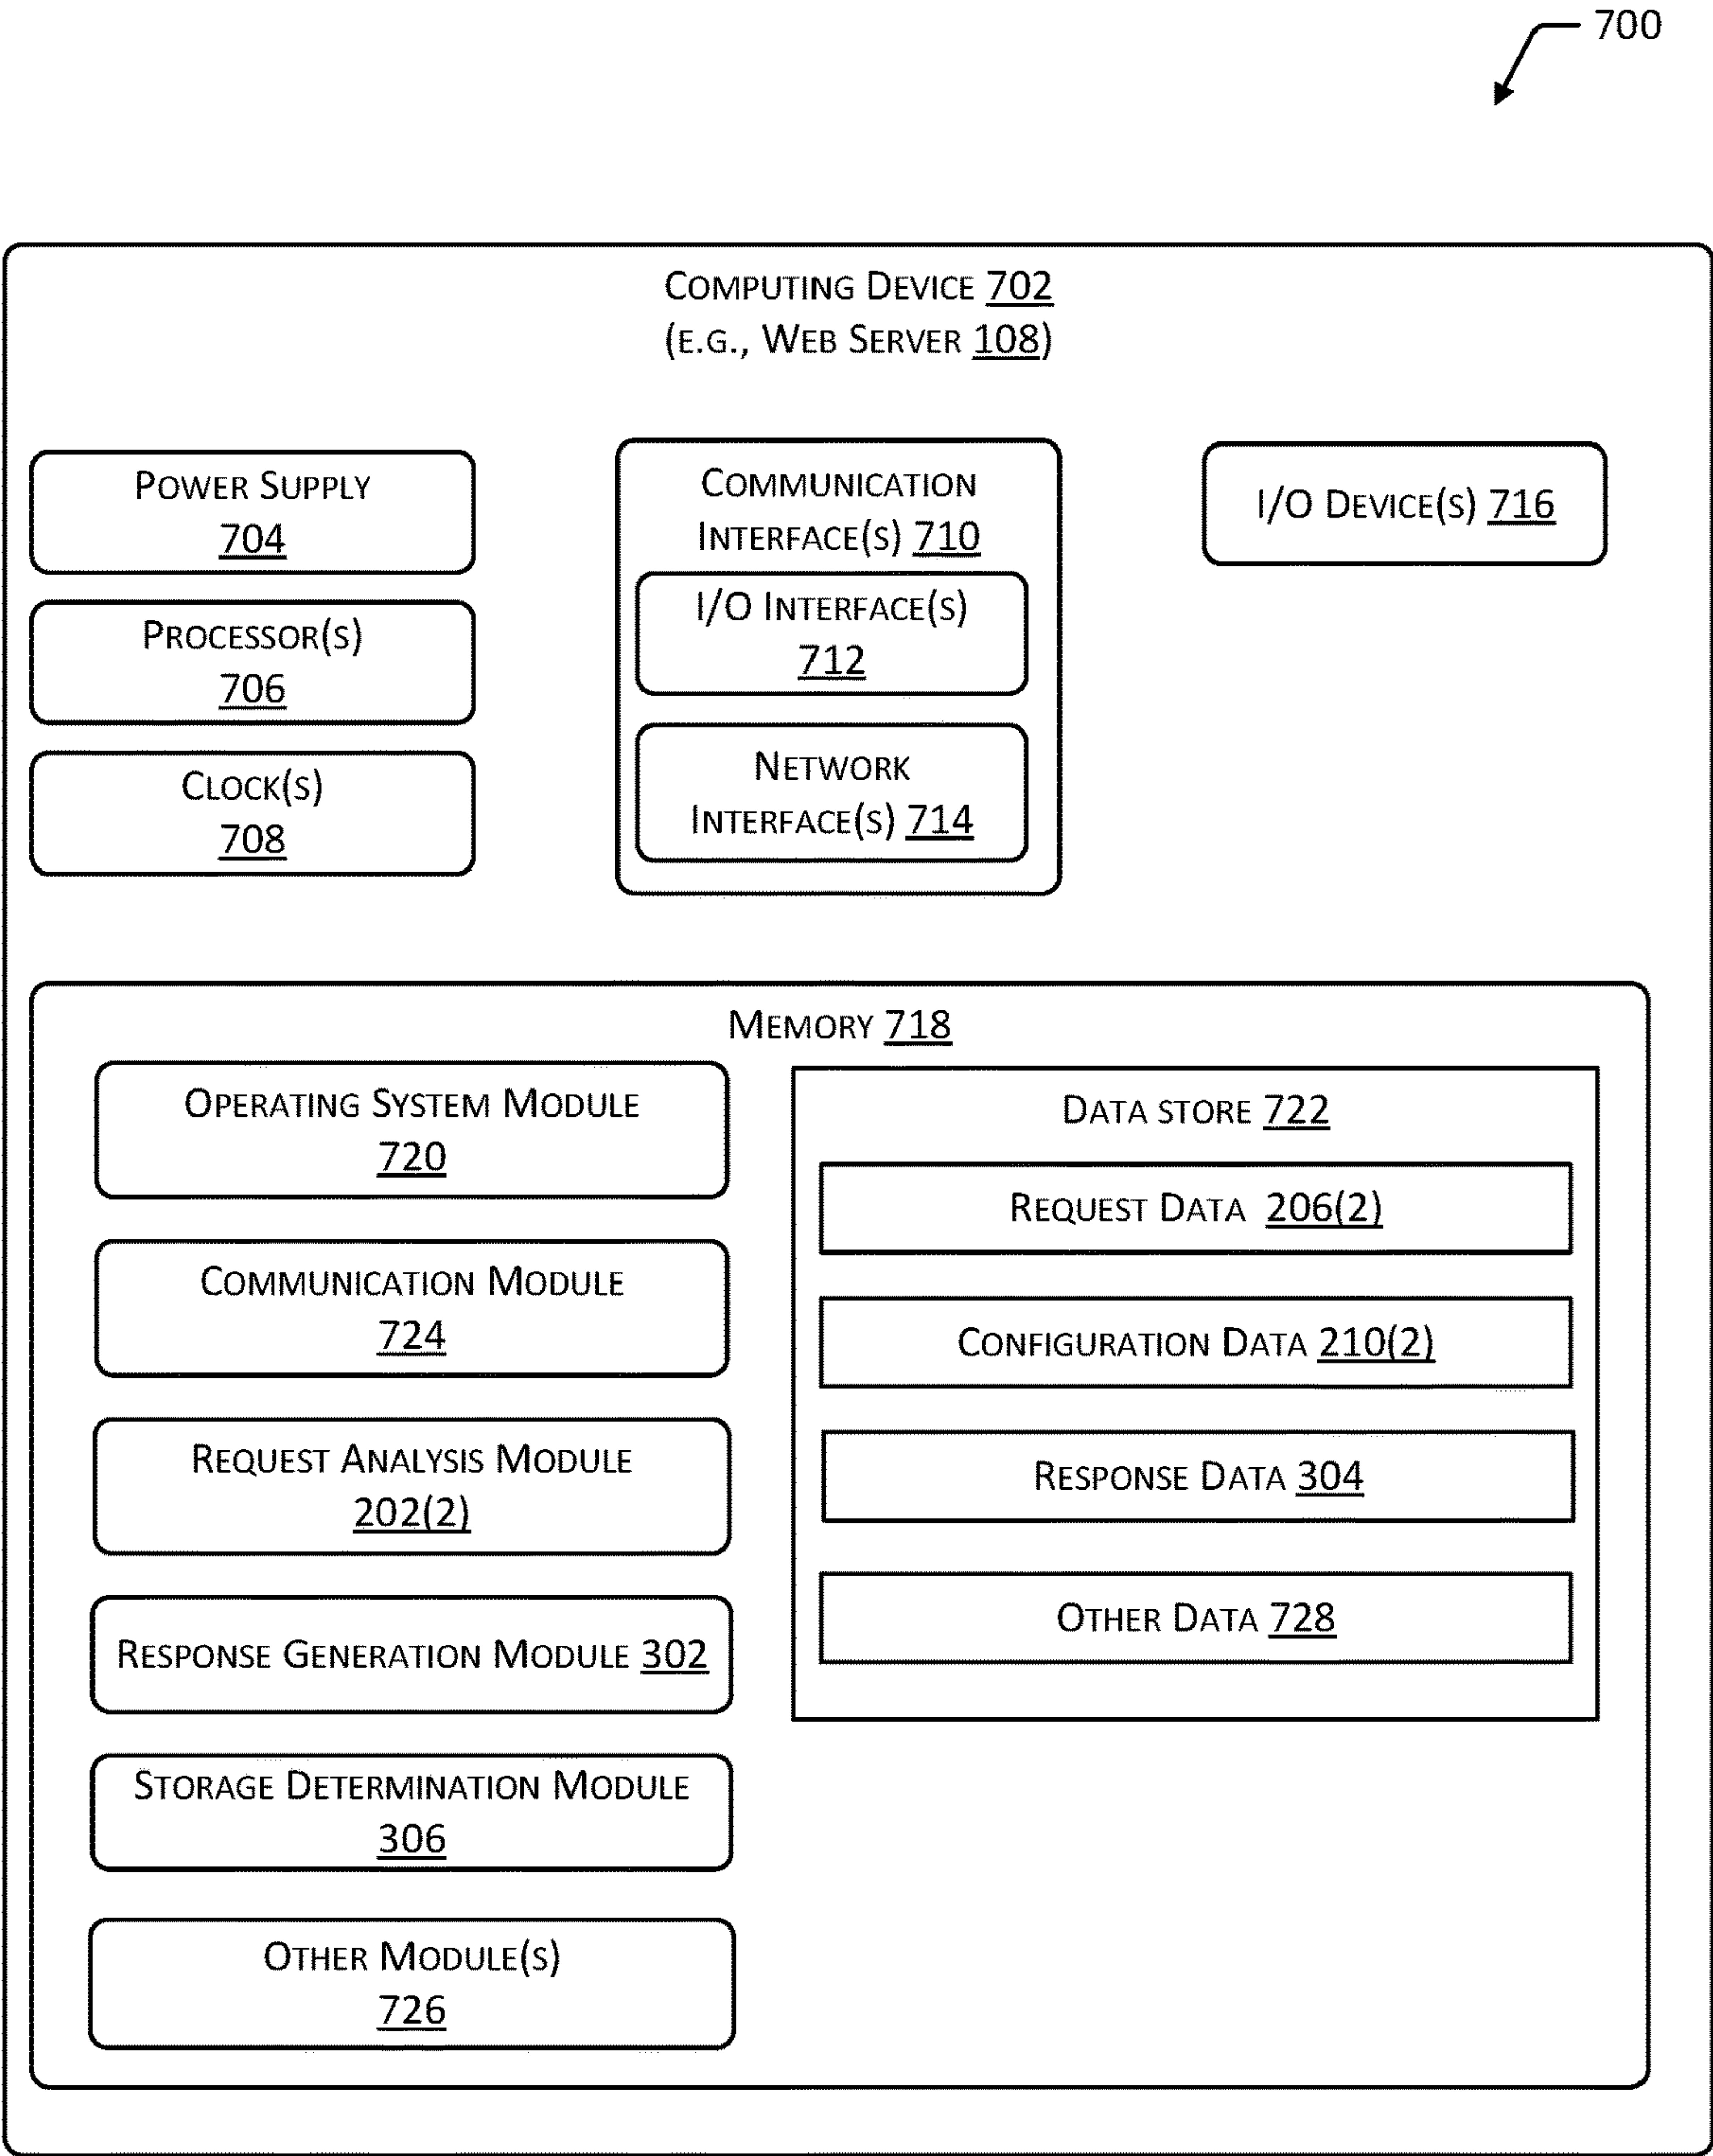 700
COMPUTING DEVICE 702
(E.G., WEB SERVER 108)
POWER SUPPLY
704
PROCESSOR(S)
706
CLOCK(S)
708
COMMUNICATION
INTERFACE(S) 710
I/O INTERFACE(S)
712
NETWORK
INTERFACE(S) 714
I/O DEVICE(S) 716
MEMORY 718
OPERATING SYSTEM MODULE
720
COMMUNICATION MODULE
724
REQUEST ANALYSIS MODULE
202(2)
RESPONSE GENERATION MODULE 302
STORAGE DETERMINATION MODULE
306
OTHER MODULE(S)
726
DATA STORE 722
REQUEST DATA 206(2)
CONFIGURATION DATA 210(2)
RESPONSE DATA 304
OTHER DATA 728